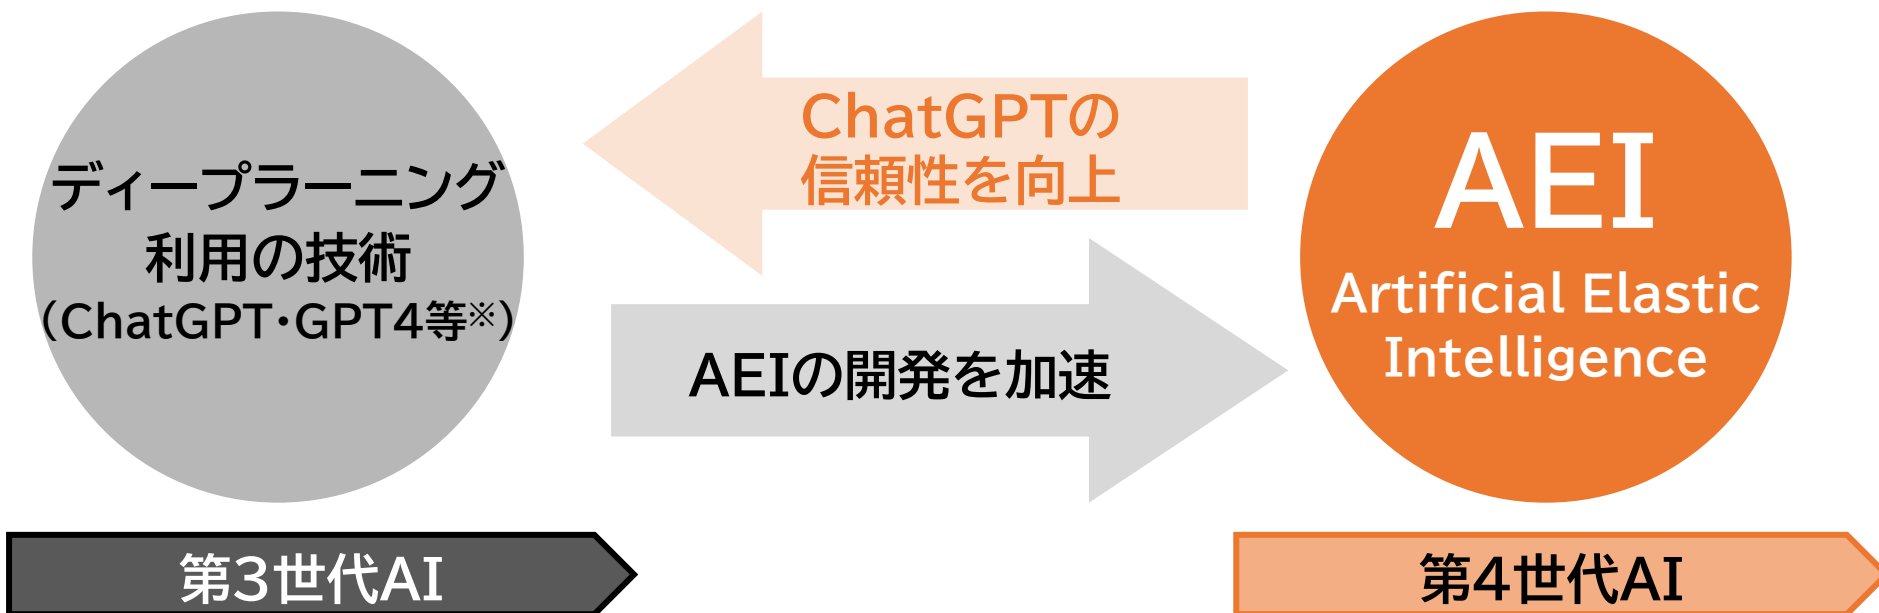 ディープラーニング
利用の技術
（ChatGPT・GPT4等※）
ChatGPTの
信頼性を向上
AEIの開発を加速
AEI
Artificial Elastic
Intelligence
第3世代AI
第4世代AI